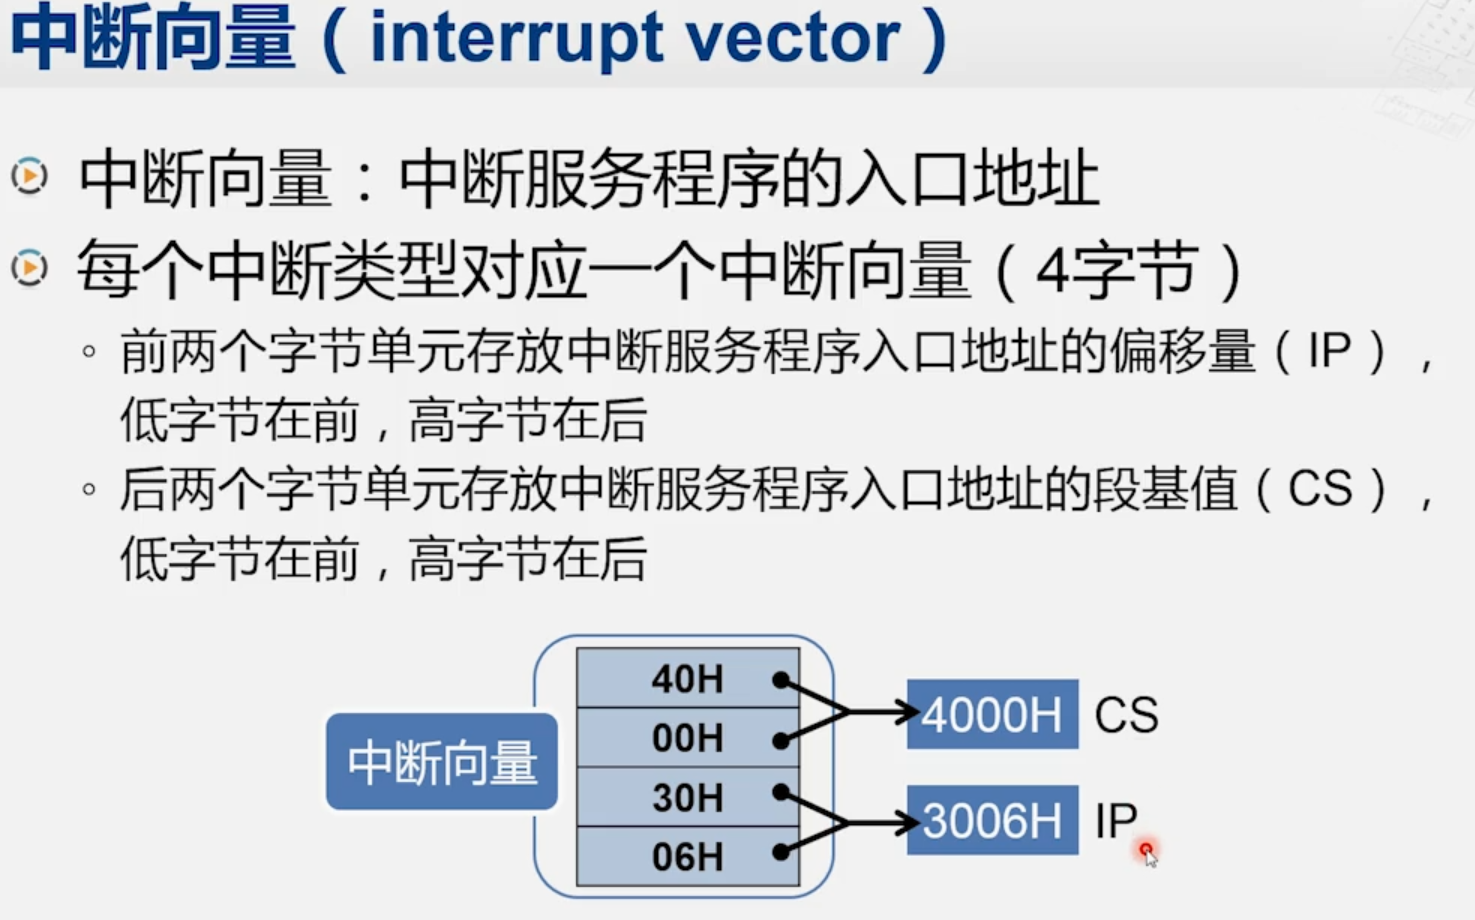 中断向量（interrupt vector）
中断向量：中断服务程序的入口地址
每个中断类型对应一个中断向量（4字节）
前两个字节单元存放中断服务程序入口地址的偏移量（IP），
低字节在前，高字节在后
后两个字节单元存放中断服务程序入口地址的段基值（CS），
低字节在前，高字节在后
中断向量
40H
00H
30H
06H
4000H CS
3006H IP